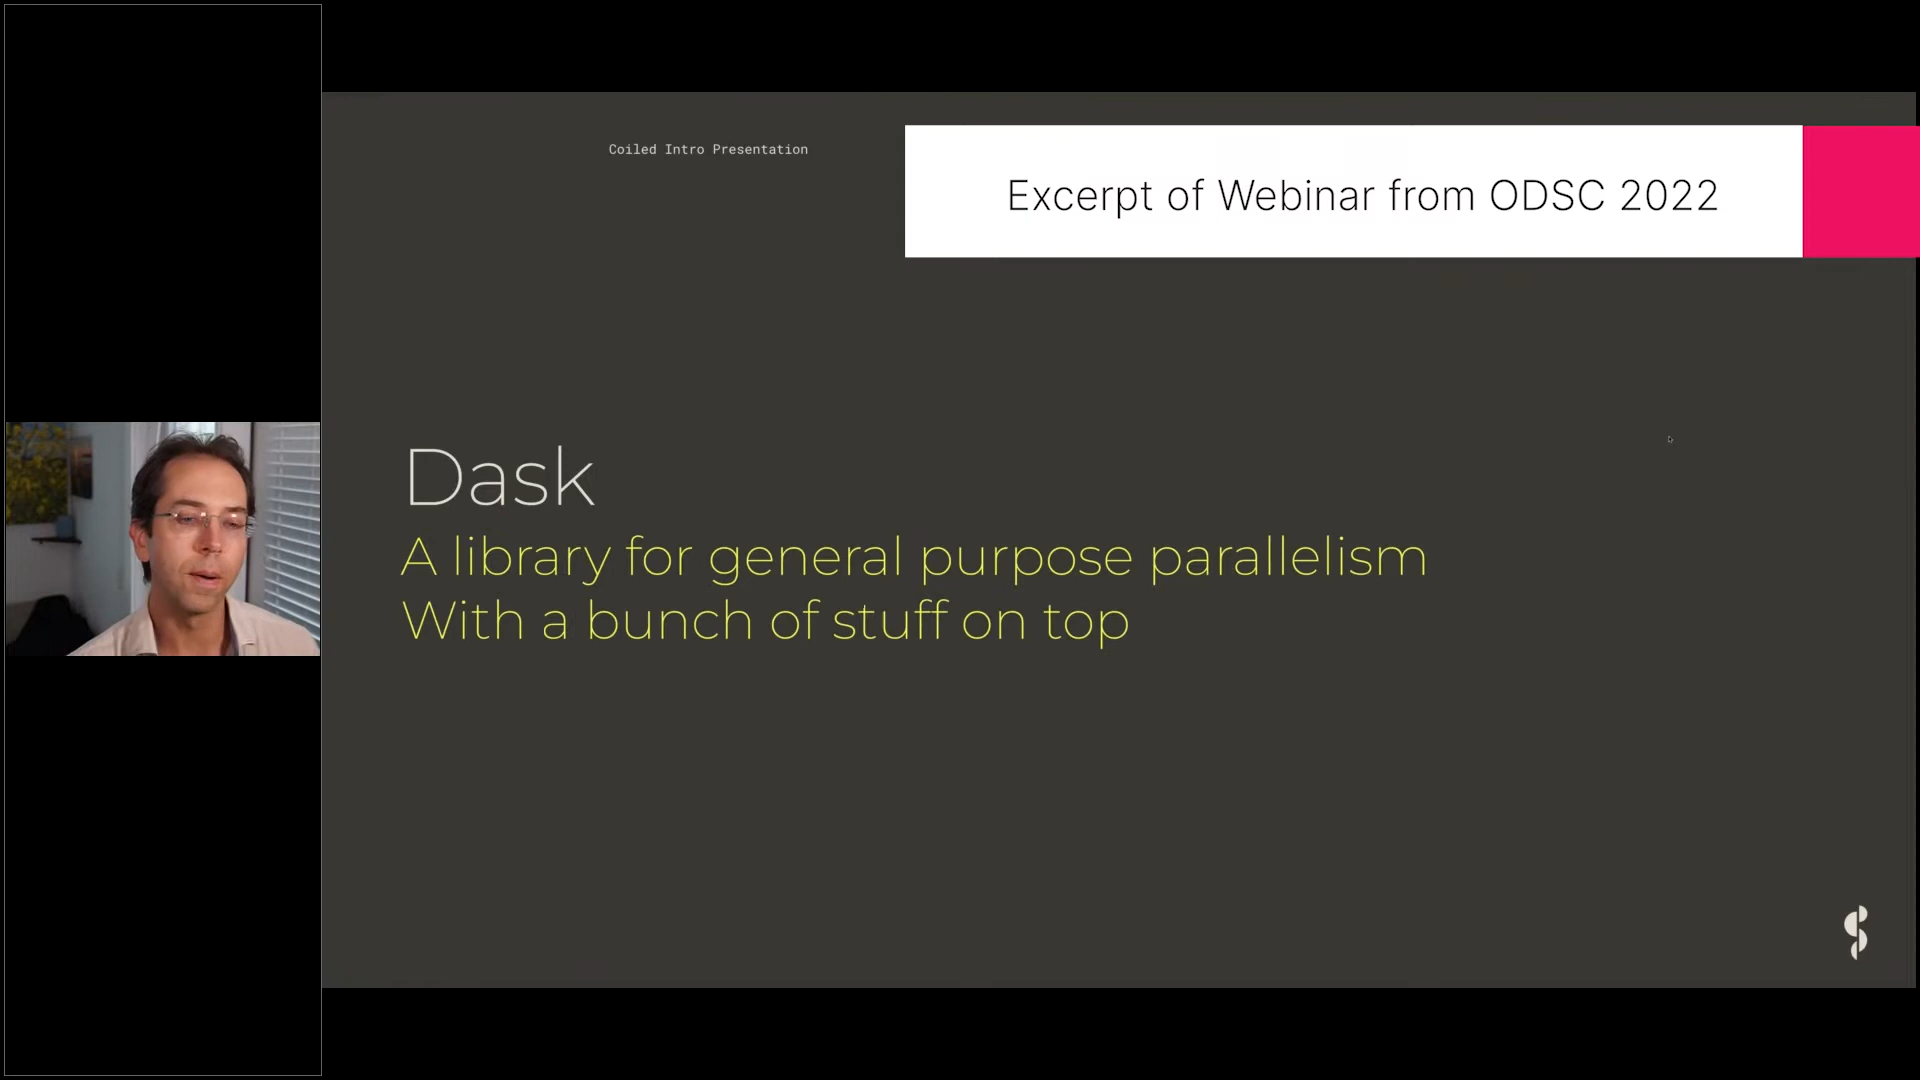 Coiled Intro Presentation
Excerpt of Webinar from ODSC 2022
Dask
A library for general purpose parallelism
With a bunch of stuff on top